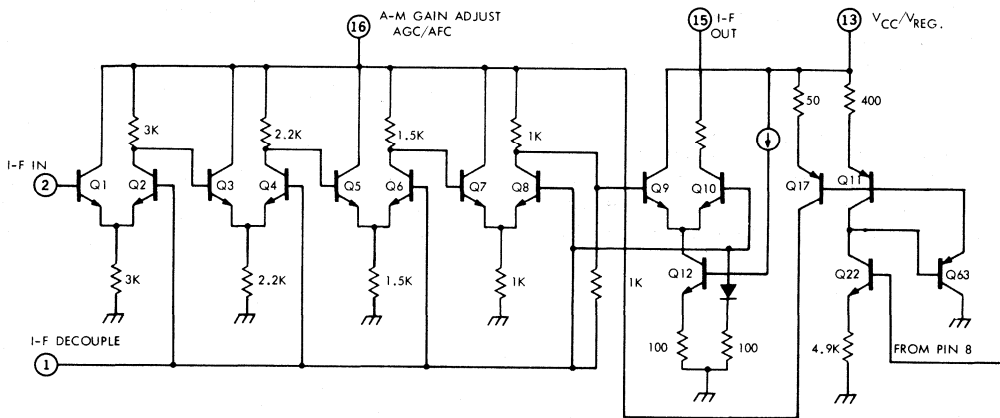 16
A-M GAIN ADJUST
AGC/AFC
15
I-F
OUT
13
VCC/VREG.
3K
2.2K
1.5K
1K
50
400
I-F IN
2
Q1
Q2
Q3
Q4
Q5
Q6
Q7
Q8
Q9
Q10
Q17
Q11
3K
2.2K
1.5K
1K
1K
Q12
Q22
Q63
I-F DECOUPLE
1
100
100
4.9K
FROM PIN 8